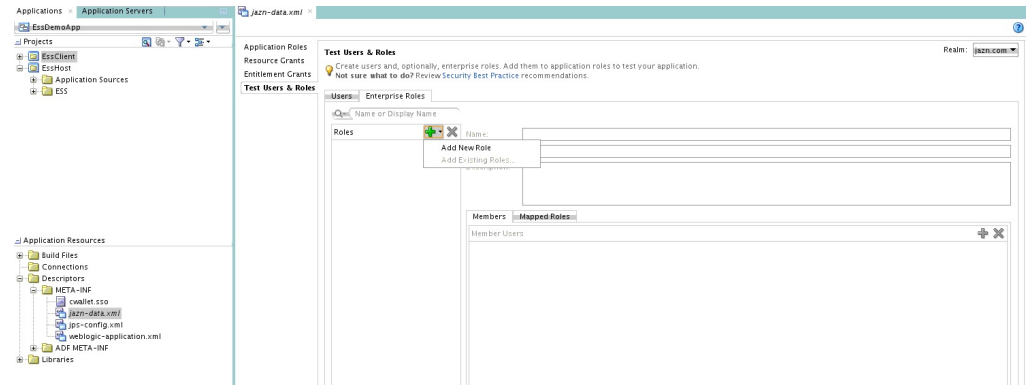 Applications
Application Servers
EssDemoApp
Projects
EssClient
EssHost
Application Sources
ESS
Application Resources
Build Files
Connections
Descriptors
META-INF
cwallet.sso
jazn-data.xml
jps-config.xml
weblogic-application.xml
ADF META-INF
Libraries
jazn-data.xml
Application Roles
Resource Grants
Entitlement Grants
Test Users & Roles
Test Users & Roles
Realm: jazn.com
Create users and, optionally, enterprise roles. Add them to application roles to test your application.
Not sure what to do? Review Security Best Practice recommendations.
Users
Enterprise Roles
Name or Display Name
Roles
Name:
Add New Role
Add Existing Roles...
Description:
Members
Mapped Roles
Member Users